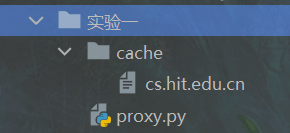 实验一
cache
cs.hit.edu.cn
proxy.py